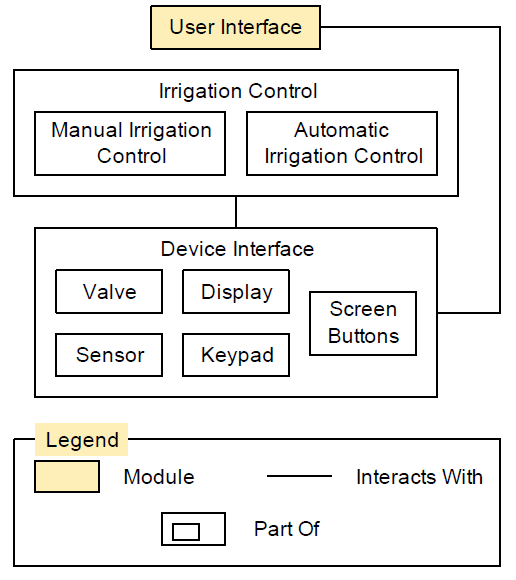 User Interface
Irrigation Control
Manual Irrigation
Control
Automatic
Irrigation Control
Device Interface
Valve
Display
Screen
Buttons
Sensor
Keypad
Legend
Module
Interacts With
Part Of